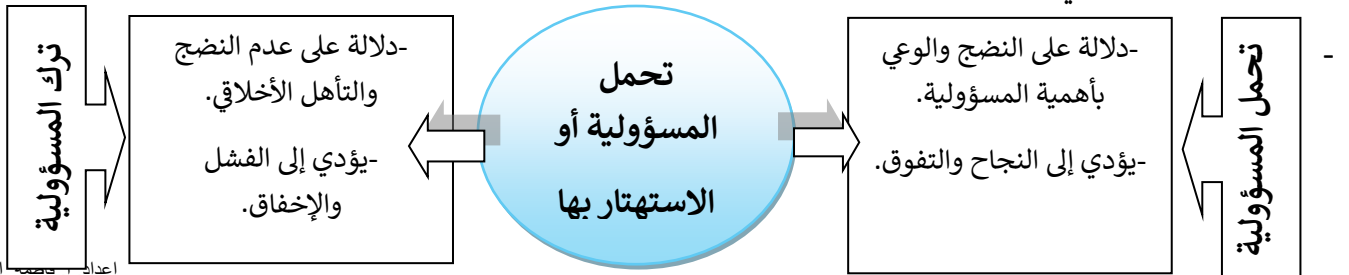 تحمل المسؤولية
-دلالة على النضج والوعي
بأهمية المسؤولية.
-يؤدي إلى النجاح والتفوق.
تحمل
المسؤولية أو
الاستهتار بها
-دلالة على عدم النضج
والتأهل الأخلاقي.
-يؤدي إلى الفشل
والإخفاق.
ترك المسؤولية
-